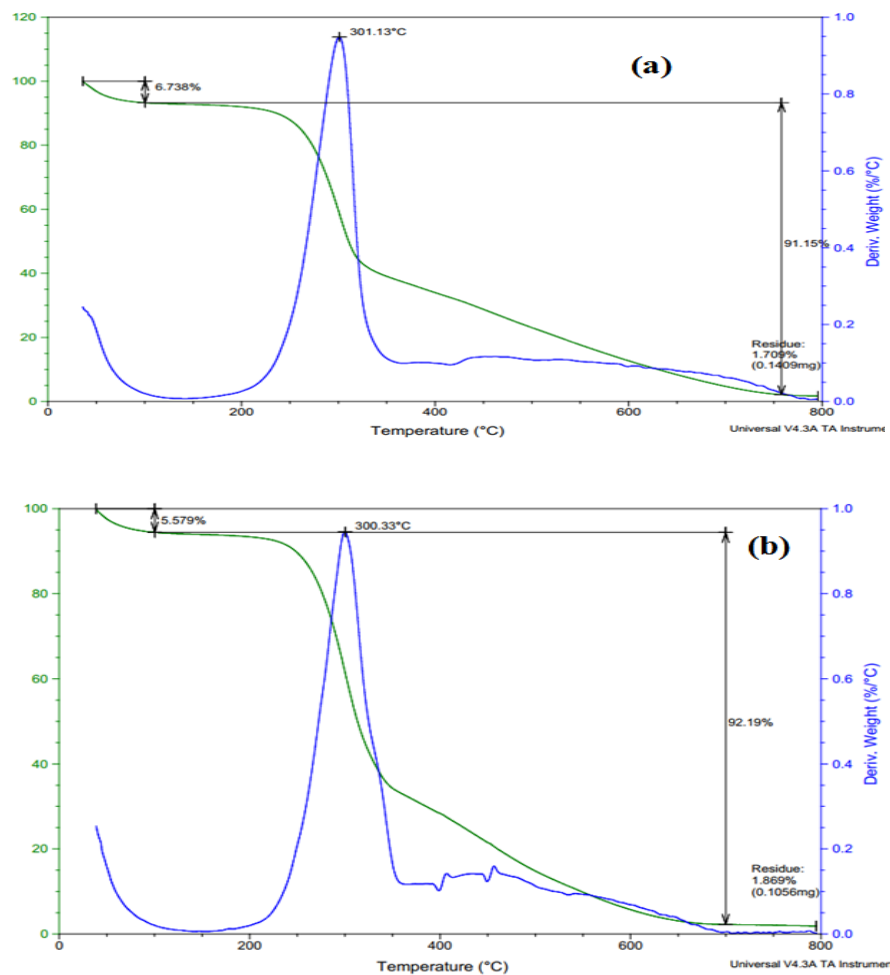 120
100
80
60
40
20
0
6.738%
301.13°C
(a)
91.15%
Residue:
1.709%
(0.1409mg)
1.0
0.8
0.6
0.4
0.2
0.0
Deriv. Weight (%/°C)
0
200
400
600
800
Temperature (°C)
Universal V4.3A TA Instrume
100
80
60
40
20
0
5.579%
300.33°C
(b)
92.19%
Residue:
1.869%
(0.1056mg)
1.0
0.8
0.6
0.4
0.2
0.0
Deriv. Weight (%/°C)
0
200
400
600
800
Temperature (°C)
Universal V4.3A TA Instrumen